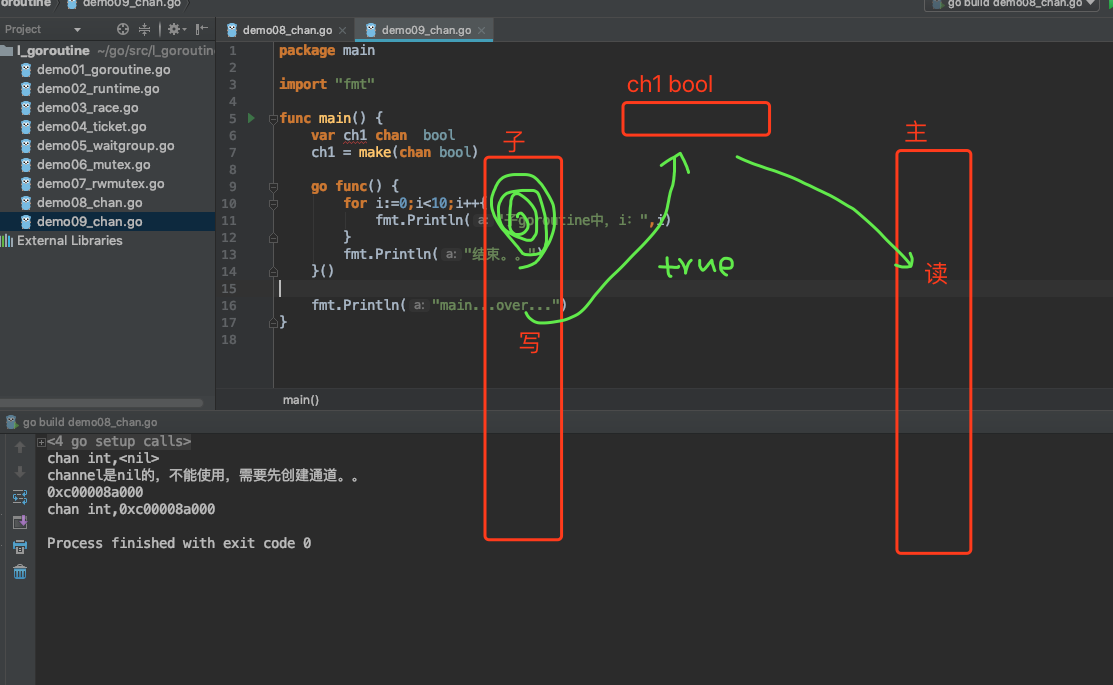 oroutine
demo09_chan.go
go build demo08_chan.go
Project
demo08_chan.go
demo09_chan.go
l_goroutine ~/go/src/l_goroutin
demo01_goroutine.go
demo02_runtime.go
demo03_race.go
demo04_ticket.go
demo05_waitgroup.go
demo06_mutex.go
demo07_rwmutex.go
demo08_chan.go
demo09_chan.go
External Libraries
1 package main
2
3 import "fmt"
4
5 func main() {
6 var ch1 chan  bool
7 ch1 = make(chan bool)
8
9 go func() {
10 for i:=0;i<10;i++{
11 fmt.Println( a: "子goroutine中，i：",i)
12 }
13 fmt.Println( a: "结束。。")
14 }()
15
16 fmt.Println( a: "main...over...")
17 }
18
ch1 bool
子
主
true
读
写
main()
go build demo08_chan.go
<4 go setup calls>
chan int,<nil>
channel是nil的，不能使用，需要先创建通道。。
0xc00008a000
chan int,0xc00008a000
Process finished with exit code 0